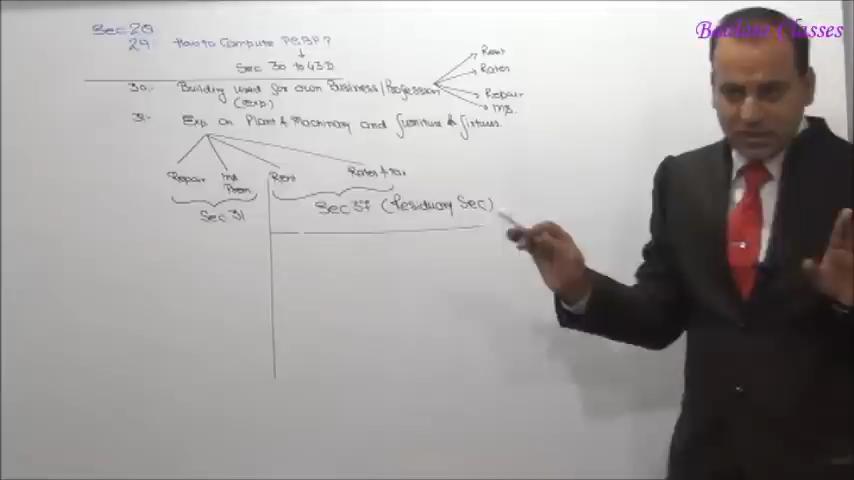 Badlani Classes
Sec 28
29 How to Compute PGBP?
Sec 30 to 43D
30. Building used for own Business/Profession
(Exp)
Rent
Rates
Repair
Ins.
31. Exp on Plant & Machinary and furniture & fixtures.
Repair Ins Prem Rent Rates & Tax
Sec 31
Sec 37 (Residuary Sec)